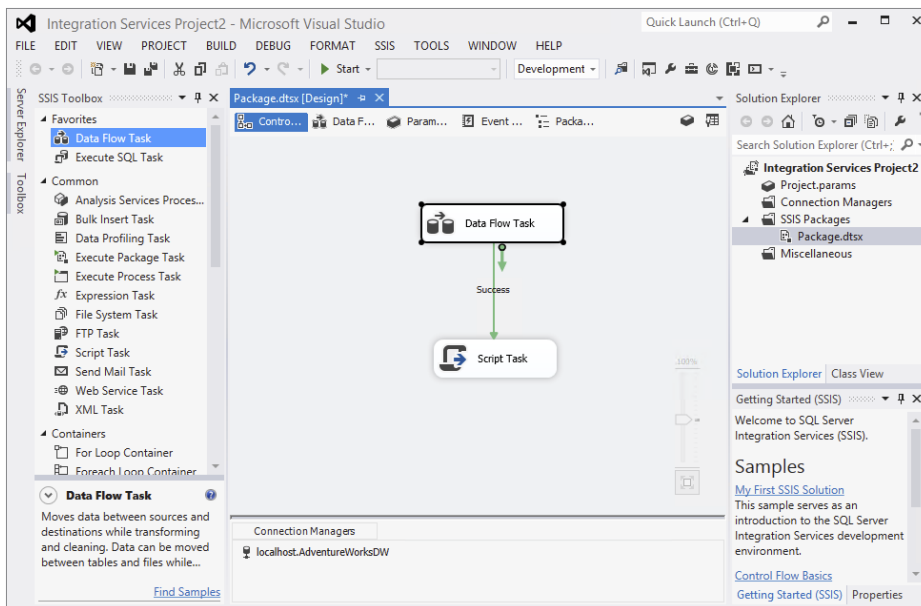 Integration Services Project2 - Microsoft Visual Studio
Quick Launch (Ctrl+Q)
FILE EDIT VIEW PROJECT BUILD DEBUG FORMAT SSIS TOOLS WINDOW HELP
Start
Development
Server Explorer
Toolbox
SSIS Toolbox
Favorites
Data Flow Task
Execute SQL Task
Common
Analysis Services Proces...
Bulk Insert Task
Data Profiling Task
Execute Package Task
Execute Process Task
fx Expression Task
File System Task
FTP Task
Script Task
Send Mail Task
Web Service Task
XML Task
Containers
For Loop Container
Foreach Loop Container
Data Flow Task
Moves data between sources and
destinations while transforming
and cleaning. Data can be moved
between tables and files while...
Find Samples
Package.dtsx [Design]*
Contro... Data F... Param... Event ... Packa...
Data Flow Task
Success
Script Task
100%
Connection Managers
localhost.AdventureWorksDW
Solution Explorer
Search Solution Explorer (Ctrl+;
Integration Services Project2
Project.params
Connection Managers
SSIS Packages
Package.dtsx
Miscellaneous
Solution Explorer Class View
Getting Started (SSIS)
Welcome to SQL Server
Integration Services (SSIS).
Samples
My First SSIS Solution
This sample serves as an
introduction to the SQL Server
Integration Services development
environment.
Control Flow Basics
Getting Started (SSIS) Properties